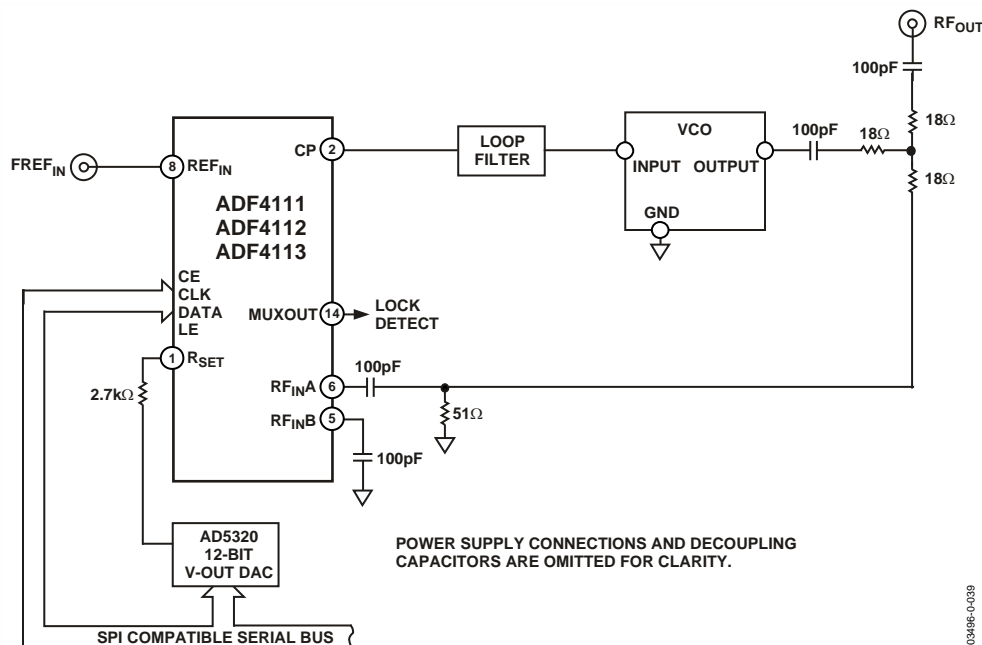 RFOUT
100pF
18Ω
100pF
18Ω
18Ω
VCO
INPUT OUTPUT
GND
LOOP
FILTER
CP
2
FREFIN
8
REFIN
ADF4111
ADF4112
ADF4113
CE
CLK
DATA
LE
MUXOUT
14
LOCK
DETECT
1
RSET
2.7kΩ
RFINA
6
100pF
51Ω
RFINB
5
100pF
AD5320
12-BIT
V-OUT DAC
POWER SUPPLY CONNECTIONS AND DECOUPLING
CAPACITORS ARE OMITTED FOR CLARITY.
SPI COMPATIBLE SERIAL BUS
03496-0-039